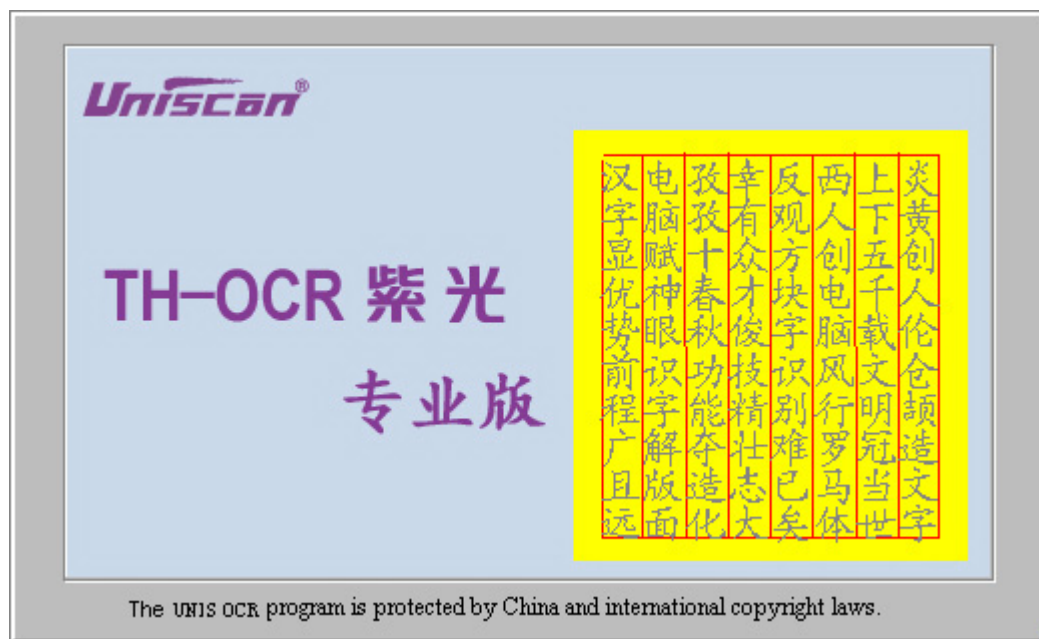 Uniscan®
TH-OCR 紫光
专业版
炎黄创人伦仓颉造文字
上下五千载文明冠当世
西人创电脑风行罗马体
反观方块字识别难已矣
幸有众才俊技精壮志大
孜孜十春秋功能夺造化
电脑赋神眼识字解版面
汉字显优势前程广且远
The UNIS OCR program is protected by China and international copyright laws.